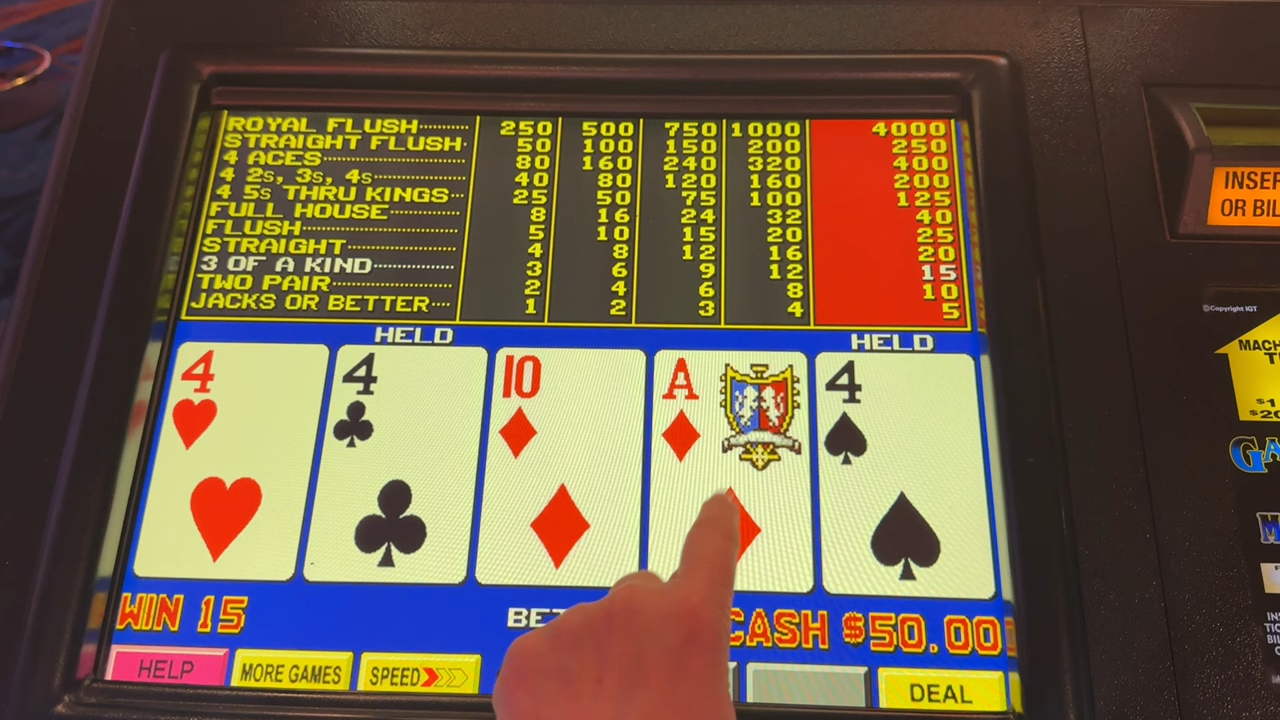 ROYAL FLUSH 250 500 750 1000 4000
STRAIGHT FLUSH 50 100 150 200 250
4 ACES 80 160 240 320 400
4 2s, 3s, 4s 40 80 120 160 200
4 5s THRU KINGS 25 50 75 100 125
FULL HOUSE 8 16 24 32 40
FLUSH 5 10 15 20 25
STRAIGHT 4 8 12 16 20
3 OF A KIND 3 6 9 12 15
TWO PAIR 2 4 6 8 10
JACKS OR BETTER 1 2 3 4 5
HELD HELD
4 4 10 A 4
WIN 15 CASH $50.00
HELP MORE GAMES SPEED DEAL
©Copyright IGT
OR